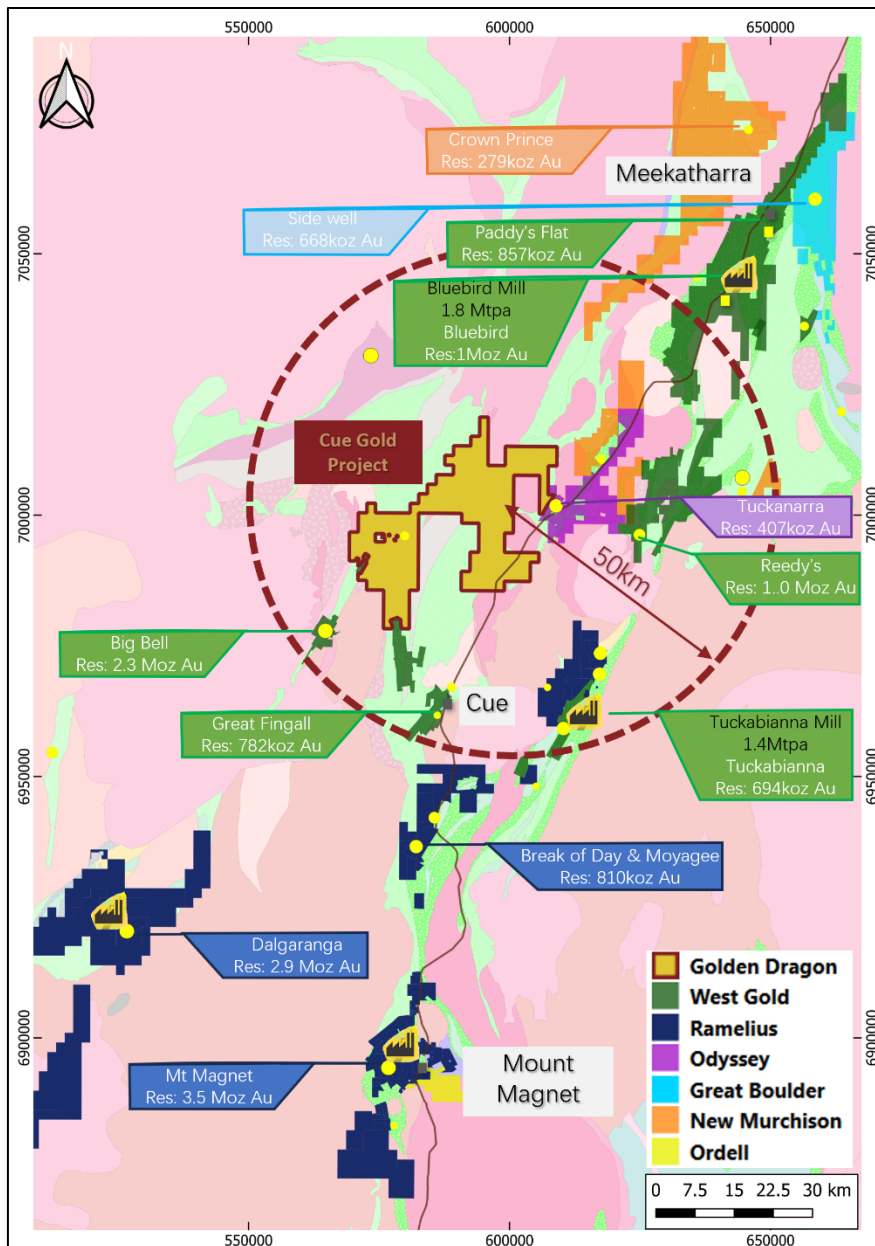 550000
600000
650000
N
Crown Prince
Res: 279koz Au
Meekatharra
Side well
Res: 668koz Au
Paddy's Flat
Res: 857koz Au
7050000
7050000
Bluebird Mill
1.8 Mtpa
Bluebird
Res:1Moz Au
Cue Gold
Project
Tuckanarra
Res: 407koz Au
7000000
7000000
50km
Reedy's
Res: 1..0 Moz Au
Big Bell
Res: 2.3 Moz Au
Cue
Great Fingall
Res: 782koz Au
Tuckabianna Mill
1.4Mtpa
Tuckabianna
Res: 694koz Au
6950000
6950000
Break of Day & Moyagee
Res: 810koz Au
Dalgaranga
Res: 2.9 Moz Au
Golden Dragon
West Gold
Ramelius
Odyssey
Great Boulder
New Murchison
Ordell
6900000
6900000
Mount
Magnet
Mt Magnet
Res: 3.5 Moz Au
0 7.5 15 22.5 30 km
550000
600000
650000